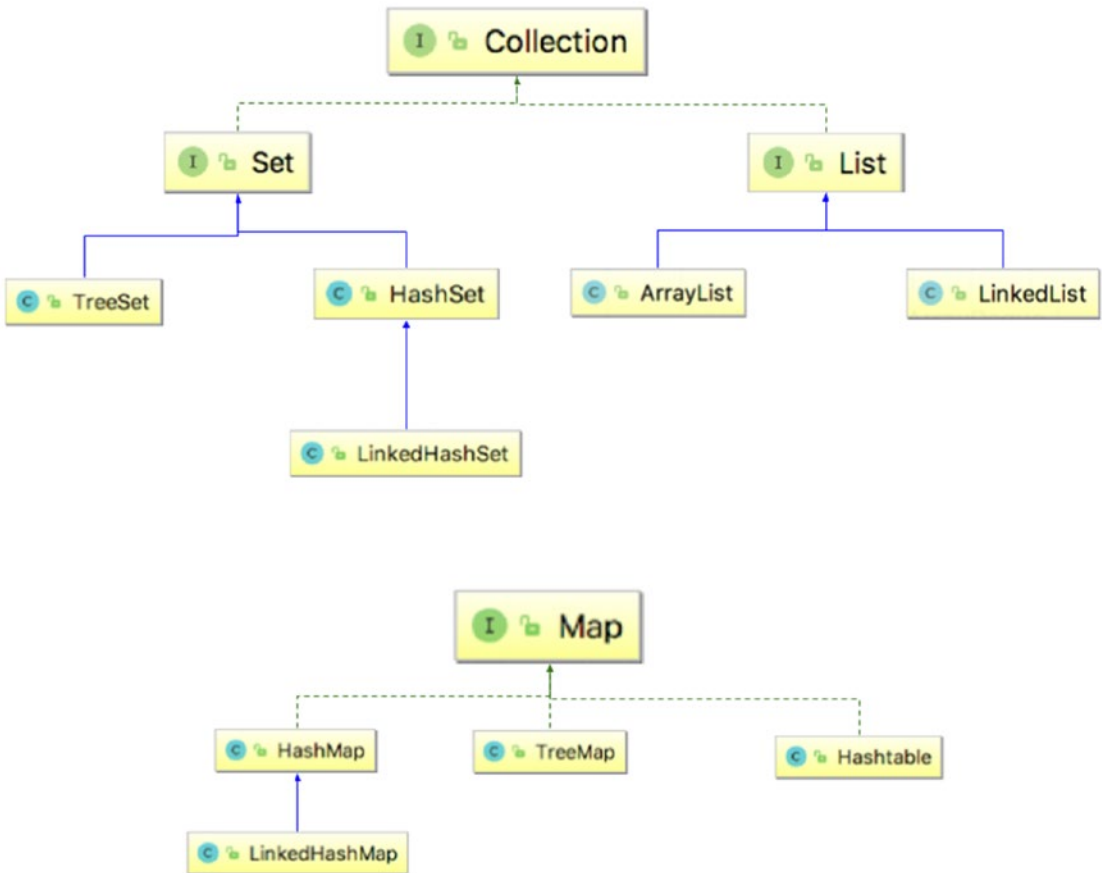 I Collection
I Set
I List
C TreeSet
C HashSet
C ArrayList
C LinkedList
C LinkedHashSet
I Map
C HashMap
C TreeMap
C Hashtable
C LinkedHashMap